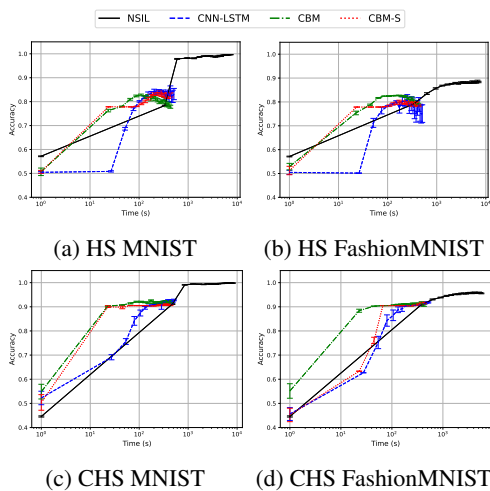 NSIL CNN-LSTM CBM CBM-S
1.0
0.9
0.8
0.7
0.6
0.5
0.4
Accuracy
10⁰ 10¹ 10² 10³ 10⁴
Time (s)
(a) HS MNIST
1.0
0.9
0.8
0.7
0.6
0.5
0.4
Accuracy
10⁰ 10¹ 10² 10³ 10⁴
Time (s)
(b) HS FashionMNIST
1.0
0.9
0.8
0.7
0.6
0.5
0.4
Accuracy
10⁰ 10¹ 10² 10³ 10⁴
Time (s)
(c) CHS MNIST
1.0
0.9
0.8
0.7
0.6
0.5
0.4
Accuracy
10⁰ 10¹ 10² 10³ 10⁴
Time (s)
(d) CHS FashionMNIST